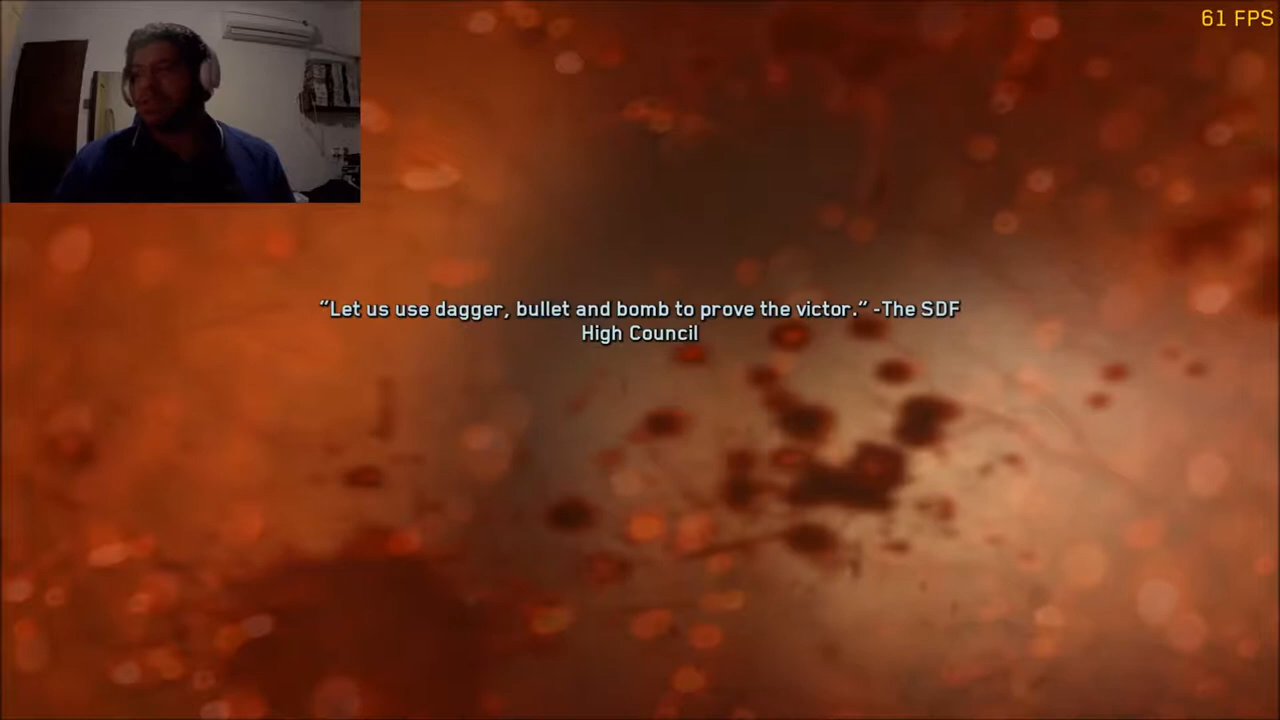 61 FPS
“Let us use dagger, bullet and bomb to prove the victor.“ -The SDF
High Council